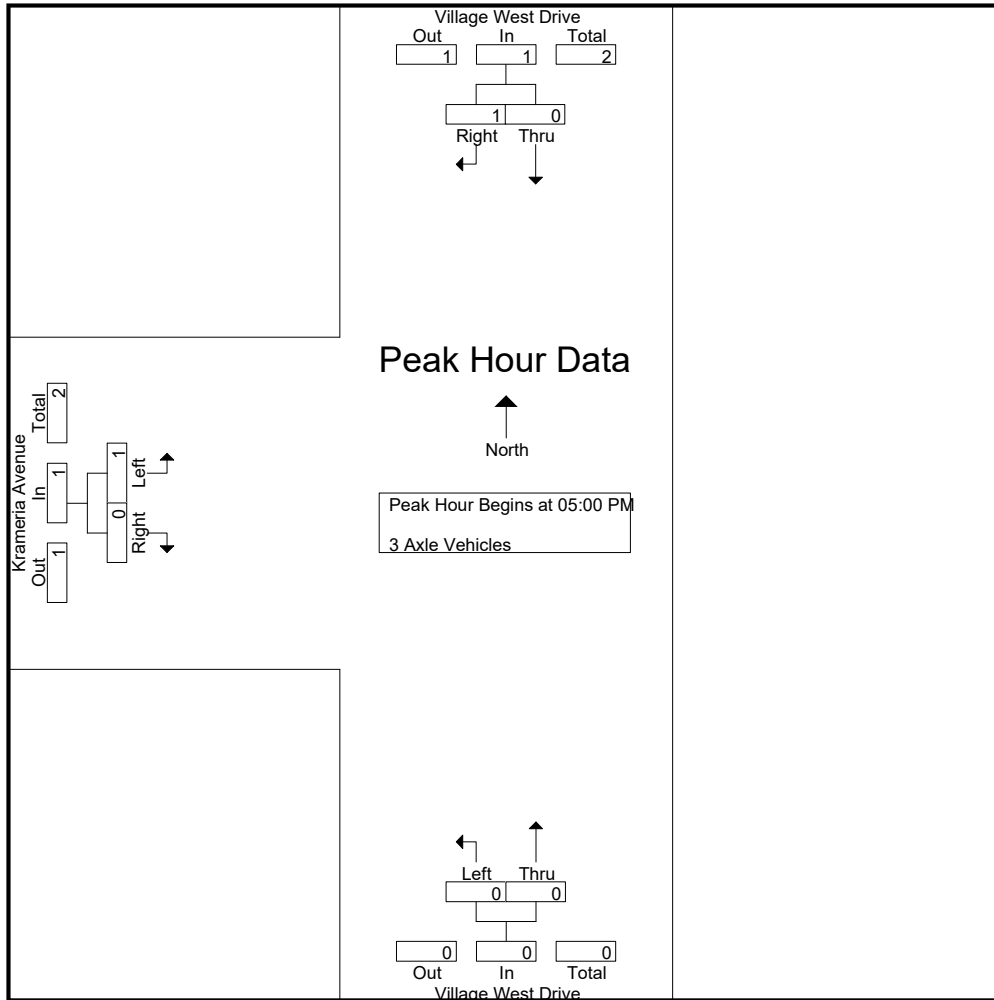 Village West Drive
Out In Total
1 1 2
1 0
Right Thru
Peak Hour Data
North
Peak Hour Begins at 05:00 PM
3 Axle Vehicles
Krameria Avenue
Out In Total
1 1 2
0 1
Right Left
Left Thru
0 0
0 0 0
Out In Total
Village West Drive